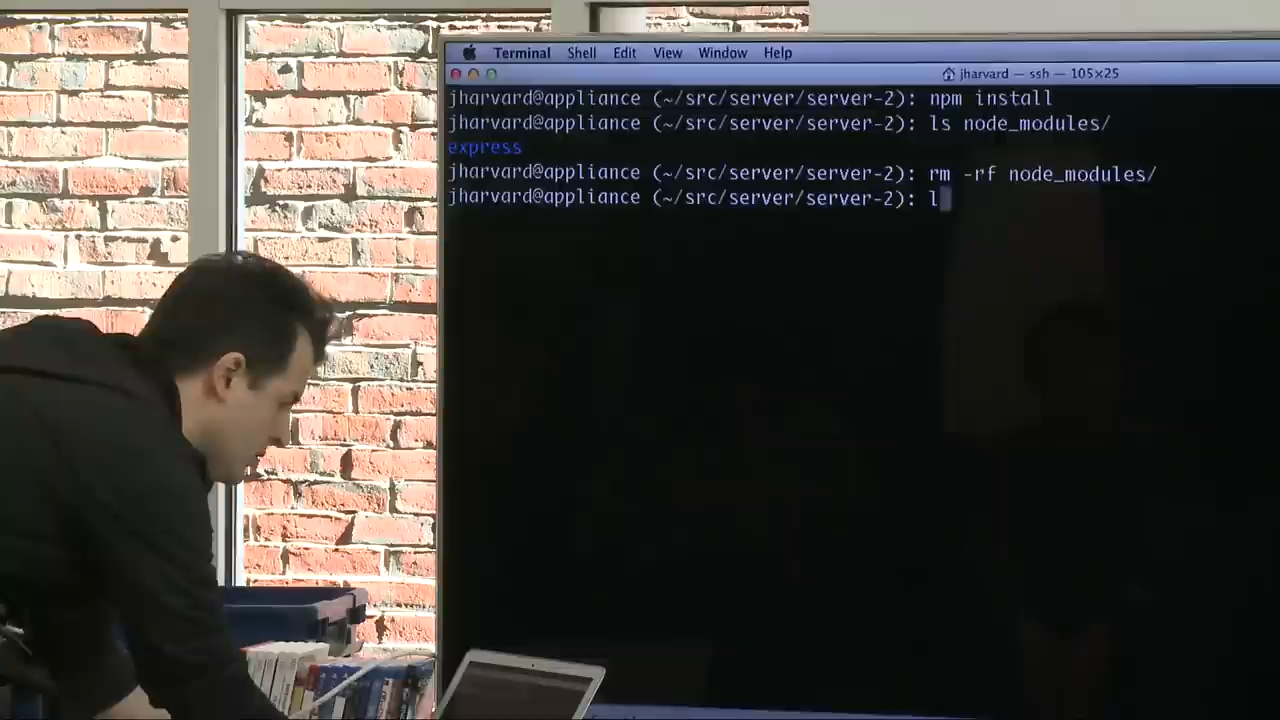 Terminal Shell Edit View Window Help
jharvard — ssh — 105×25
jharvard@appliance (~/src/server/server-2): npm install
jharvard@appliance (~/src/server/server-2): ls node_modules/
express
jharvard@appliance (~/src/server/server-2): rm -rf node_modules/
jharvard@appliance (~/src/server/server-2): l